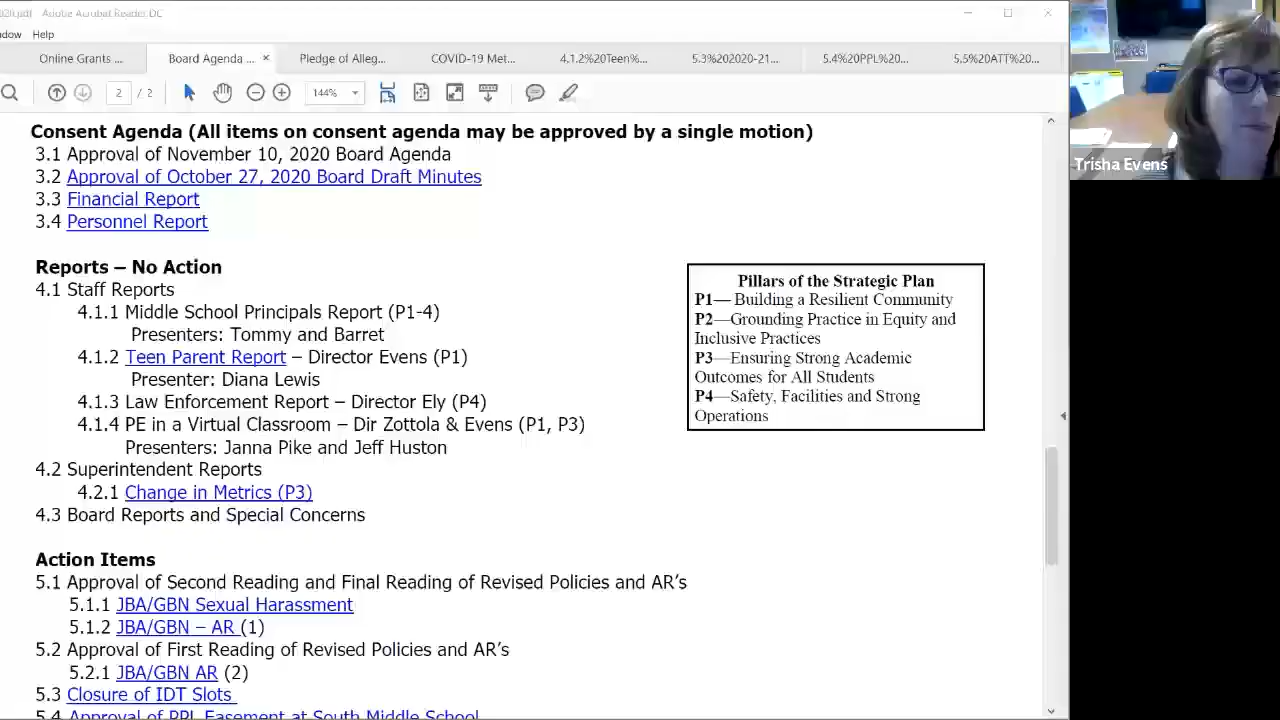 Adobe Acrobat Reader DC
dow Help
Online Grants ...
Board Agenda ... ×
Pledge of Alleg...
COVID-19 Met...
4.1.2%20Teen%...
5.3%202020-21...
5.4%20PPL%20...
5.5%20ATT%20...
2 / 2
144%
Consent Agenda (All items on consent agenda may be approved by a single motion)
3.1 Approval of November 10, 2020 Board Agenda
3.2 Approval of October 27, 2020 Board Draft Minutes
3.3 Financial Report
3.4 Personnel Report
Reports – No Action
4.1 Staff Reports
4.1.1 Middle School Principals Report (P1-4)
Presenters: Tommy and Barret
4.1.2 Teen Parent Report – Director Evens (P1)
Presenter: Diana Lewis
4.1.3 Law Enforcement Report – Director Ely (P4)
4.1.4 PE in a Virtual Classroom – Dir Zottola & Evens (P1, P3)
Presenters: Janna Pike and Jeff Huston
4.2 Superintendent Reports
4.2.1 Change in Metrics (P3)
4.3 Board Reports and Special Concerns
Pillars of the Strategic Plan
P1— Building a Resilient Community
P2—Grounding Practice in Equity and
Inclusive Practices
P3—Ensuring Strong Academic
Outcomes for All Students
P4—Safety, Facilities and Strong
Operations
Action Items
5.1 Approval of Second Reading and Final Reading of Revised Policies and AR's
5.1.1 JBA/GBN Sexual Harassment
5.1.2 JBA/GBN – AR (1)
5.2 Approval of First Reading of Revised Policies and AR's
5.2.1 JBA/GBN AR (2)
5.3 Closure of IDT Slots
5.4 Approval of PPL Easement at South Middle School
Trisha Evens